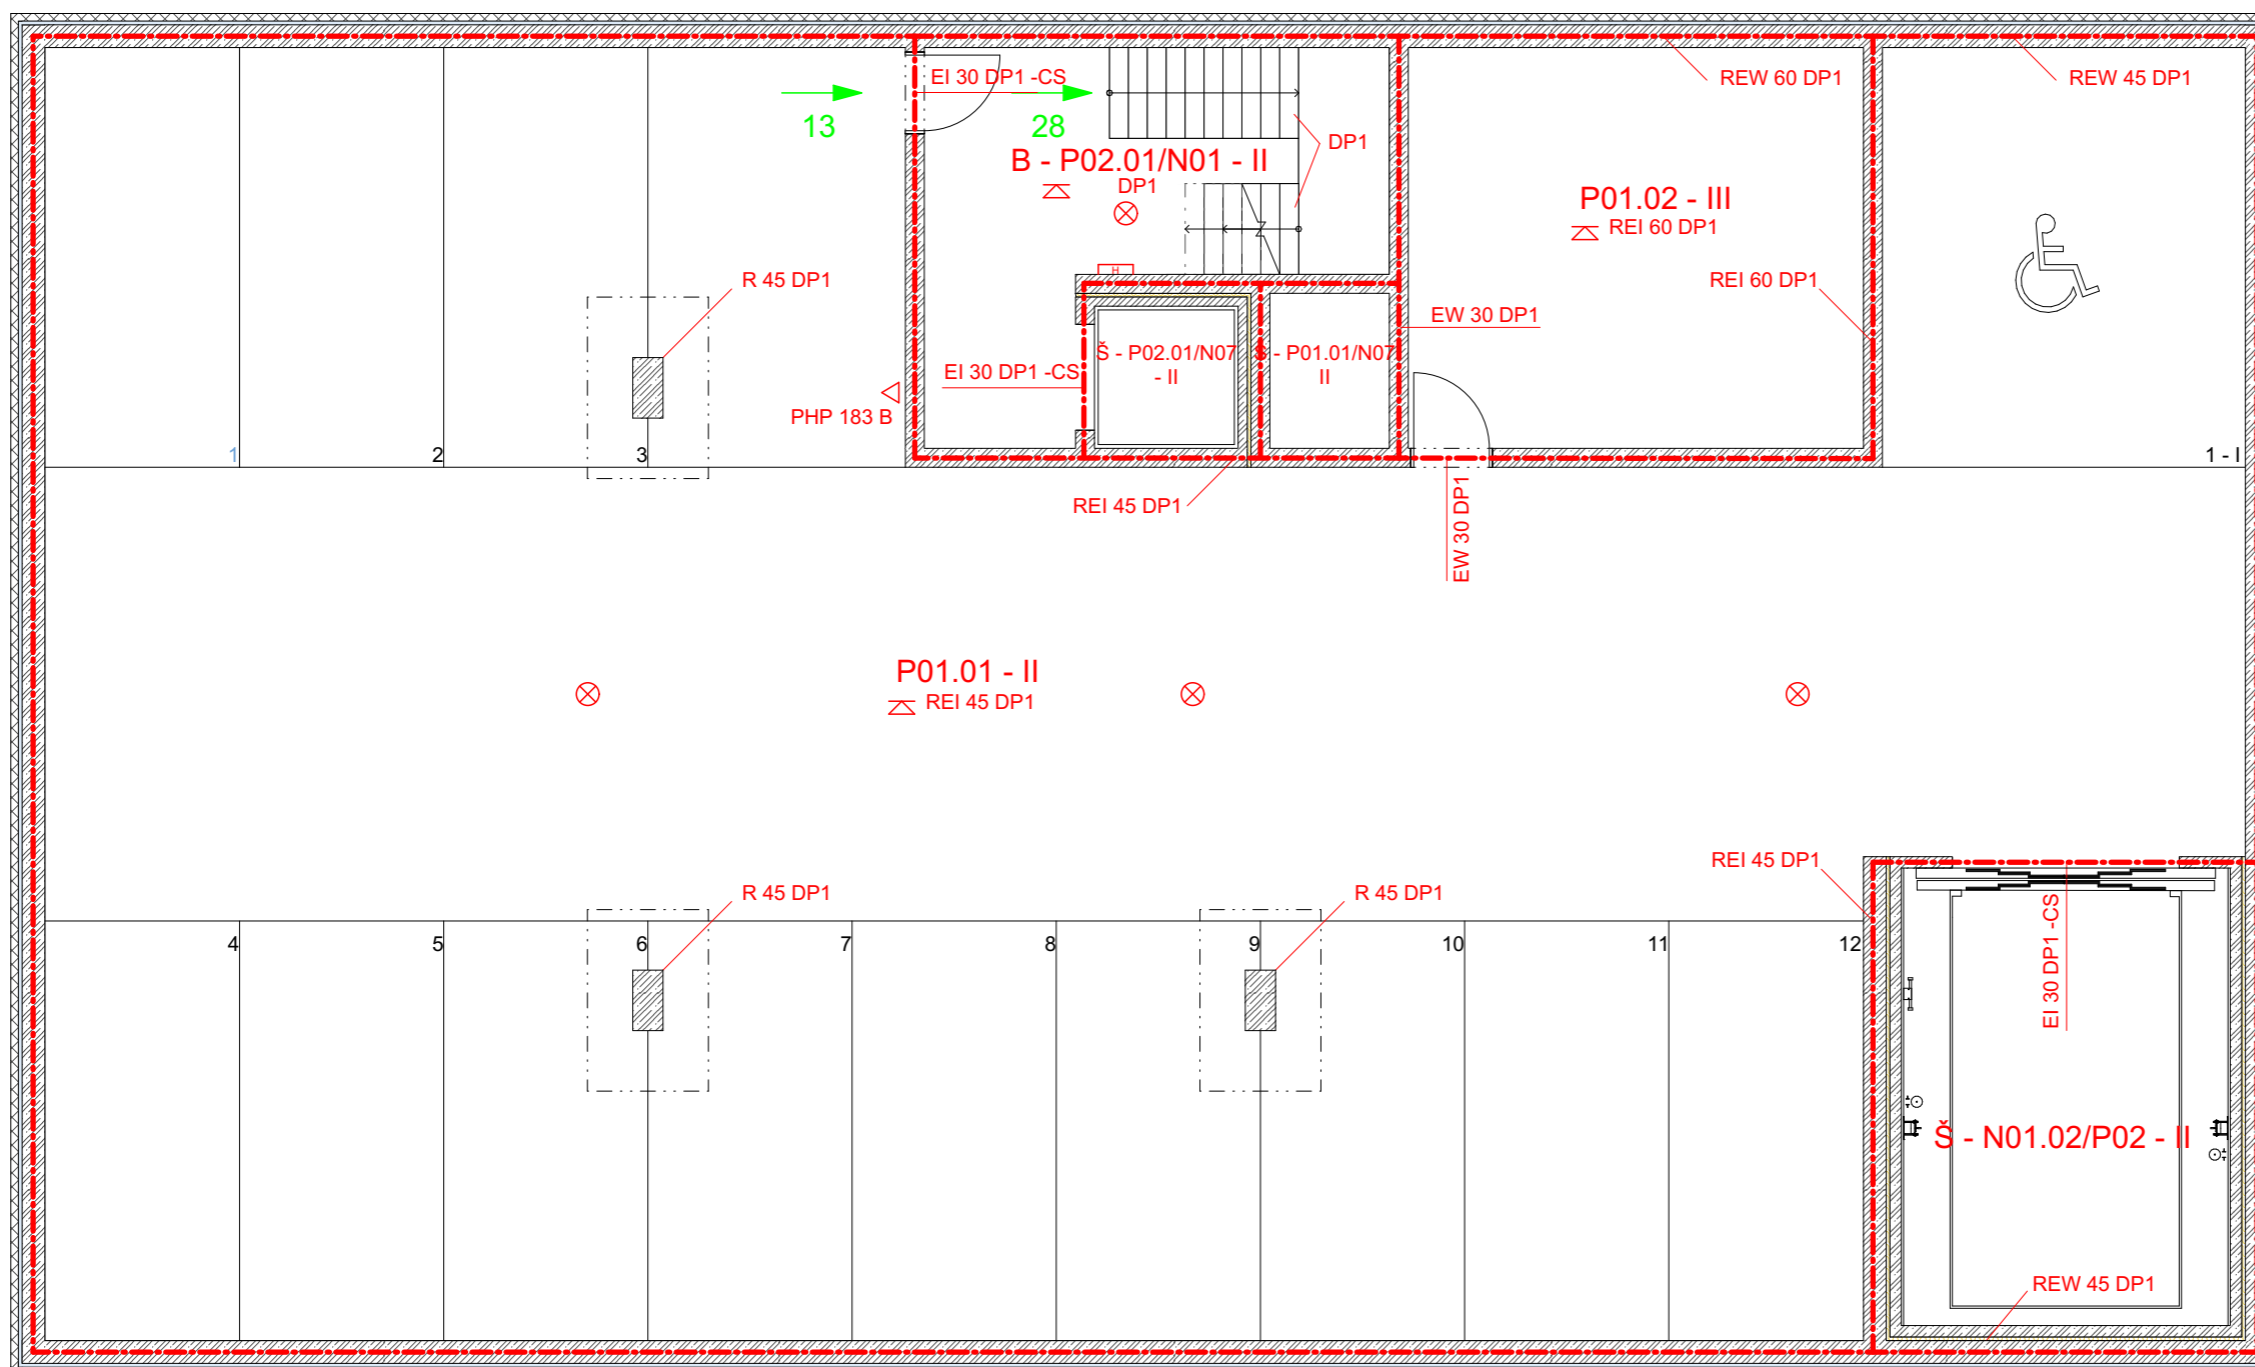 EI 30 DP1 -CS
REW 60 DP1
REW 45 DP1
13
28
DP1
B - P02.01/N01 - II
DP1
P01.02 - III
REI 60 DP1
R 45 DP1
REI 60 DP1
EW 30 DP1
Š - P02.01/N07
- II
- P01.01/N07
II
EI 30 DP1 -CS
PHP 183 B
1
2
3
1 - I
REI 45 DP1
EW 30 DP1
P01.01 - II
REI 45 DP1
REI 45 DP1
R 45 DP1
R 45 DP1
4
5
6
7
8
9
10
11
12
EI 30 DP1 -CS
Š - N01.02/P02 - II
REW 45 DP1
H